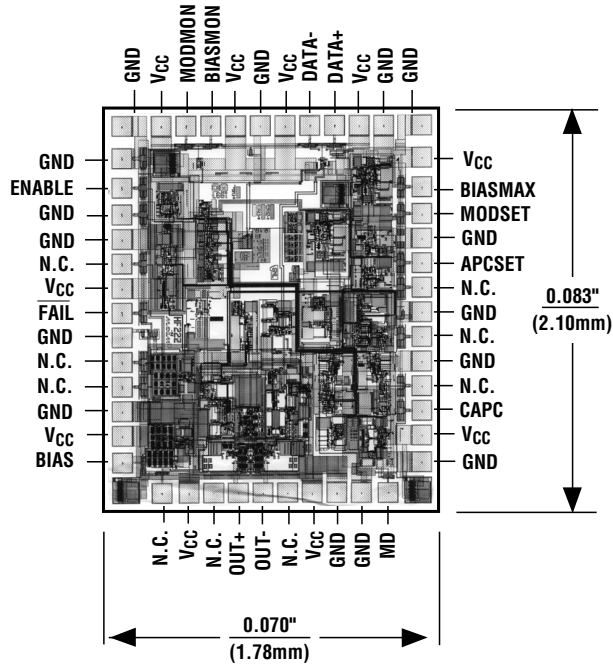 GND
VCC
MODMON
BIASMON
VCC
GND
VCC
DATA-
DATA+
VCC
GND
GND
GND
ENABLE
GND
GND
N.C.
VCC
FAIL
GND
N.C.
N.C.
GND
VCC
BIAS
VCC
BIASMAX
MODSET
GND
APCSET
N.C.
GND
N.C.
GND
N.C.
CAPC
VCC
GND
0.083"
(2.10mm)
N.C.
VCC
N.C.
OUT+
OUT-
N.C.
VCC
GND
GND
MD
0.070"
(1.78mm)